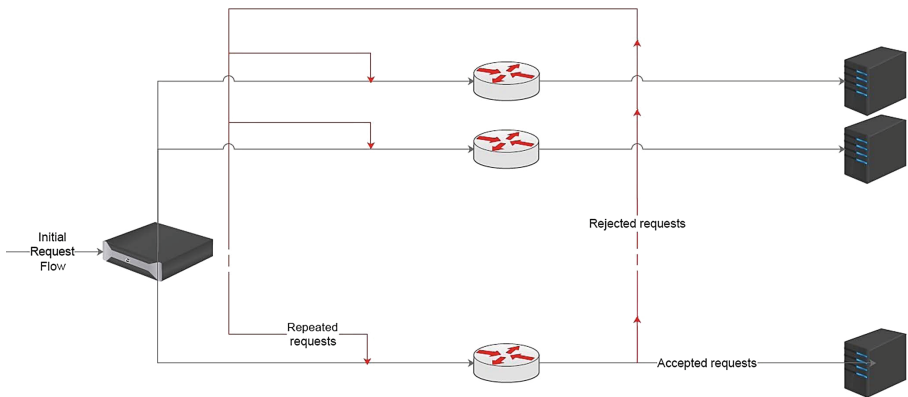 Initial
Request
Flow
Rejected requests
Repeated
requests
Accepted requests